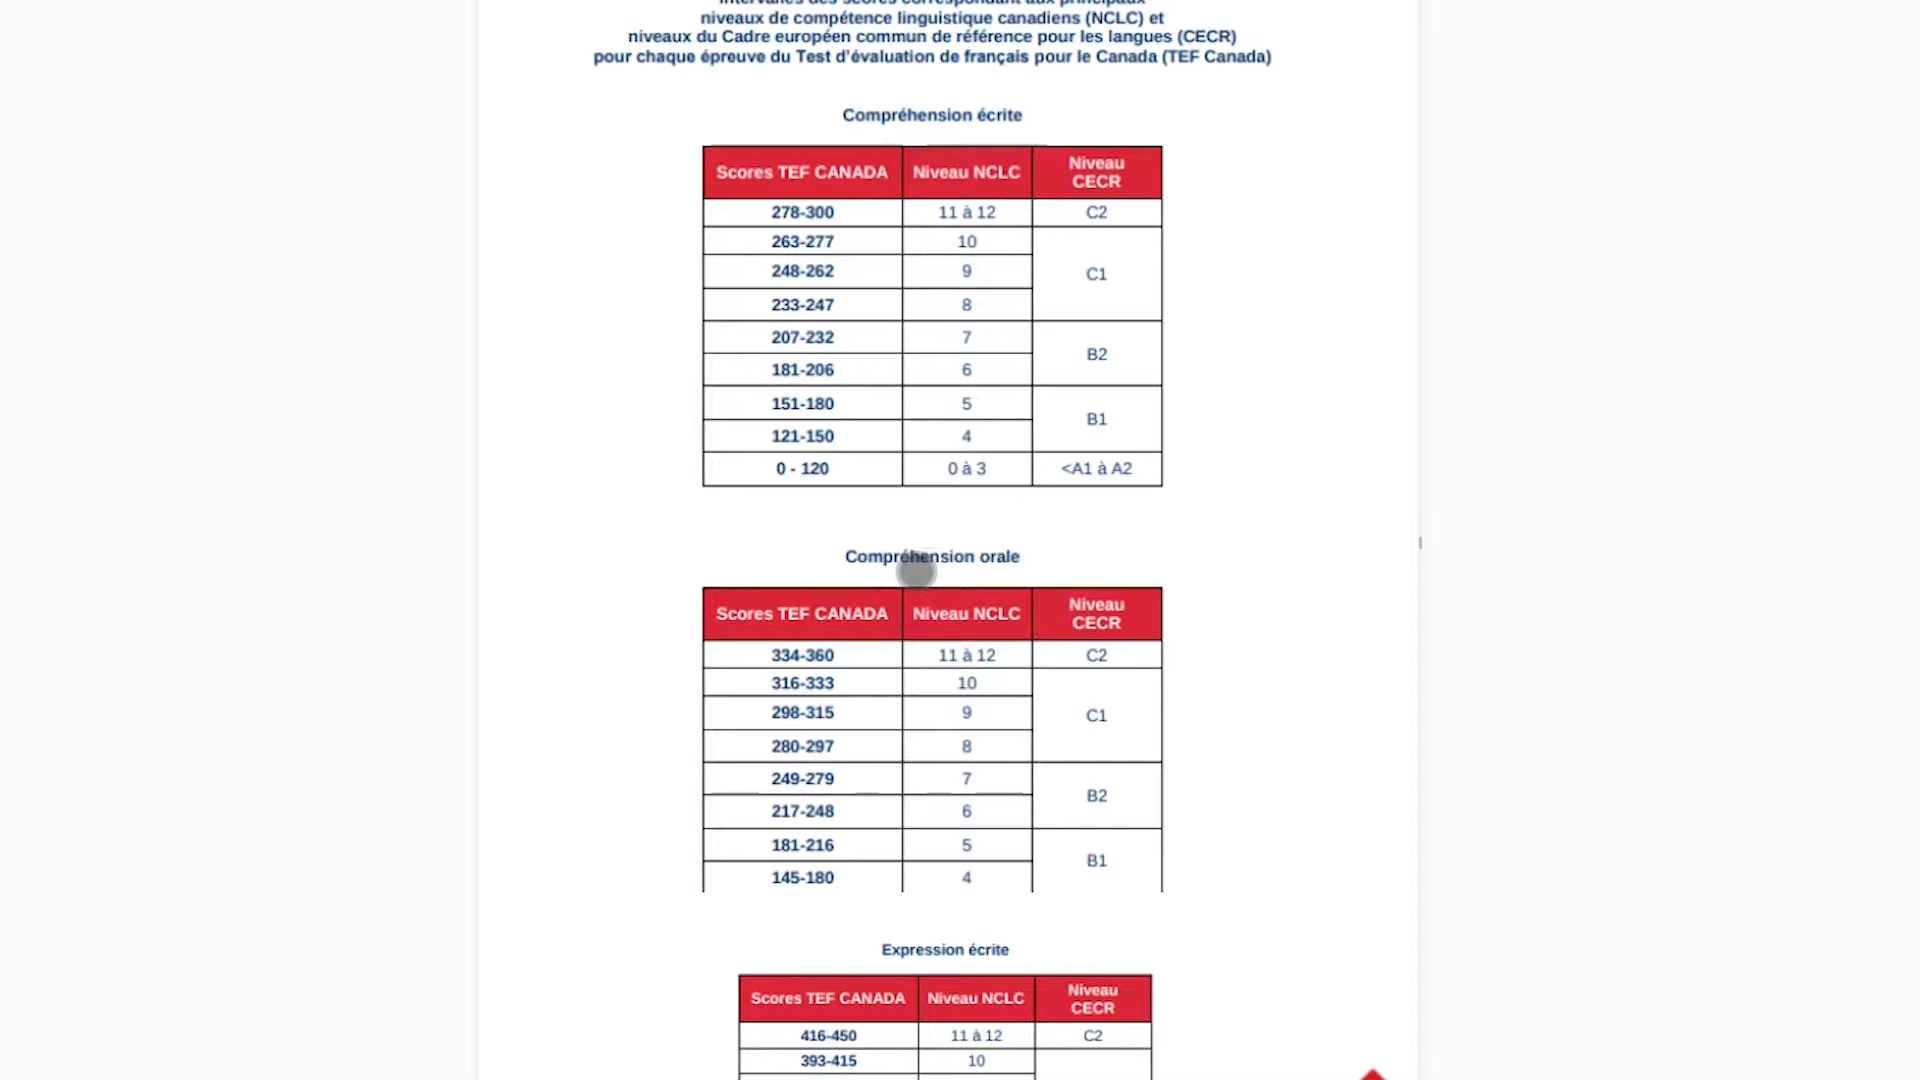 intervalles des scores correspondant aux principaux
niveaux de compétence linguistique canadiens (NCLC) et
niveaux du Cadre européen commun de référence pour les langues (CECR)
pour chaque épreuve du Test d'évaluation de français pour le Canada (TEF Canada)
Compréhension écrite
Scores TEF CANADA Niveau NCLC Niveau CECR
278-300 11 à 12 C2
263-277 10
248-262 9 C1
233-247 8
207-232 7 B2
181-206 6
151-180 5 B1
121-150 4
0 - 120 0 à 3 <A1 à A2
Compréhension orale
Scores TEF CANADA Niveau NCLC Niveau CECR
334-360 11 à 12 C2
316-333 10
298-315 9 C1
280-297 8
249-279 7 B2
217-248 6
181-216 5 B1
145-180 4
Expression écrite
Scores TEF CANADA Niveau NCLC Niveau CECR
416-450 11 à 12 C2
393-415 10